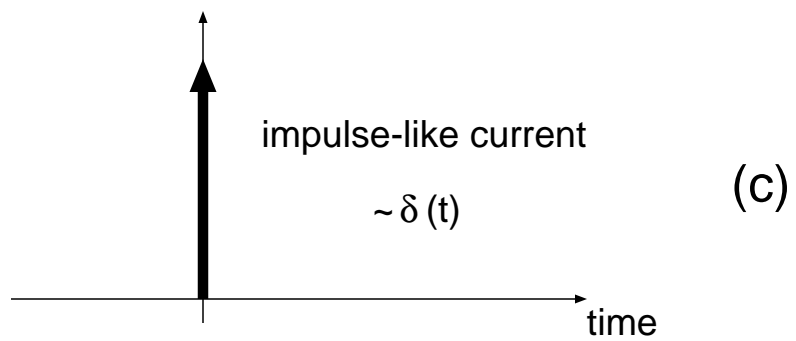 impulse-like current
~ δ (t)
(c)
time